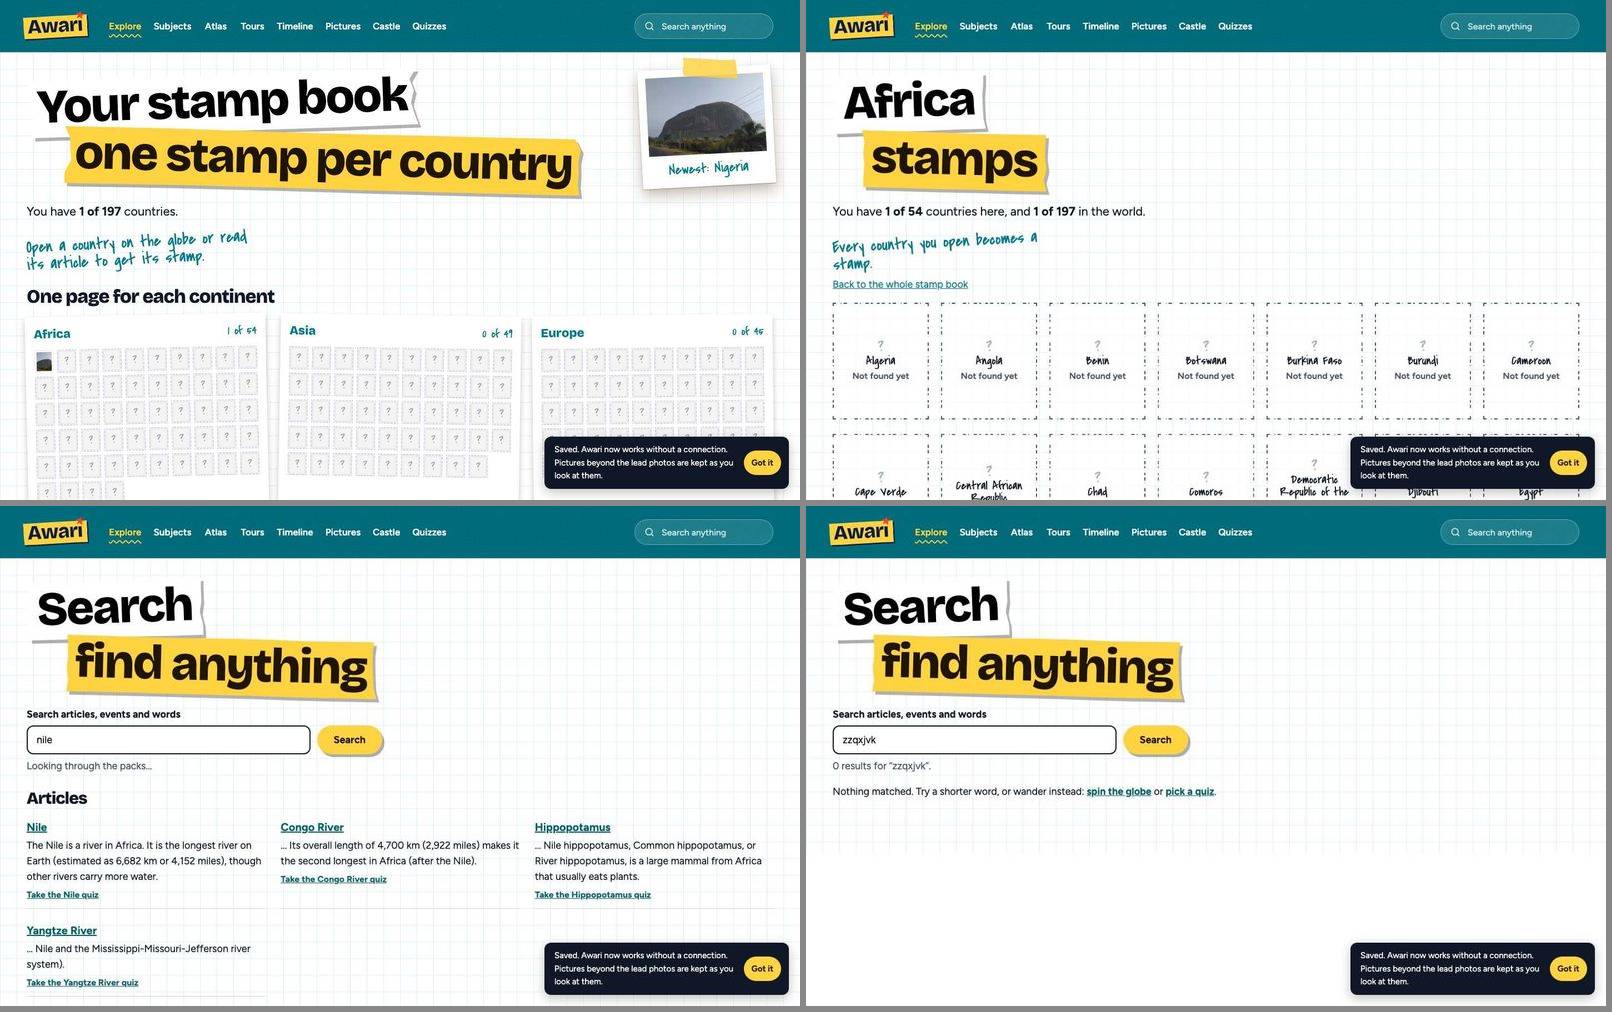 Awari Explore Subjects Atlas Tours Timeline Pictures Castle Quizzes Search anything
Your stamp book
one stamp per country
Newest: Nigeria
You have 1 of 197 countries.
Open a country on the globe or read
its article to get its stamp.
One page for each continent
Africa 1 of 54
Asia 0 of 49
Europe 0 of 45
Saved. Awari now works without a connection.
Pictures beyond the lead photos are kept as you
look at them.
Got it
Awari Explore Subjects Atlas Tours Timeline Pictures Castle Quizzes Search anything
Africa
stamps
You have 1 of 54 countries here, and 1 of 197 in the world.
Every country you open becomes a
stamp.
Back to the whole stamp book
? ? ? ? ? ? ?
Algeria Angola Benin Botswana Burkina Faso Burundi Cameroon
Not found yet Not found yet Not found yet Not found yet Not found yet Not found yet Not found yet
? ? ? ? ?
Cape Verde
Central African
Republic
Chad
Comoros
Democratic
Republic of the
Djibouti
Egypt
Saved. Awari now works without a connection.
Pictures beyond the lead photos are kept as you
look at them.
Got it
Awari Explore Subjects Atlas Tours Timeline Pictures Castle Quizzes Search anything
Search
find anything
Search articles, events and words
nile
Search
Looking through the packs...
Articles
Nile
The Nile is a river in Africa. It is the longest river on
Earth (estimated as 6,682 km or 4,152 miles), though
other rivers carry more water.
Take the Nile quiz
Congo River
... Its overall length of 4,700 km (2,922 miles) makes it
the second longest in Africa (after the Nile).
Take the Congo River quiz
Hippopotamus
... Nile hippopotamus, Common hippopotamus, or
River hippopotamus, is a large mammal from Africa
that usually eats plants.
Take the Hippopotamus quiz
Yangtze River
... Nile and the Mississippi-Missouri-Jefferson river
system).
Take the Yangtze River quiz
Saved. Awari now works without a connection.
Pictures beyond the lead photos are kept as you
look at them.
Got it
Awari Explore Subjects Atlas Tours Timeline Pictures Castle Quizzes Search anything
Search
find anything
Search articles, events and words
zzqxjvk
Search
0 results for “zzqxjvk”.
Nothing matched. Try a shorter word, or wander instead: spin the globe or pick a quiz.
Saved. Awari now works without a connection.
Pictures beyond the lead photos are kept as you
look at them.
Got it